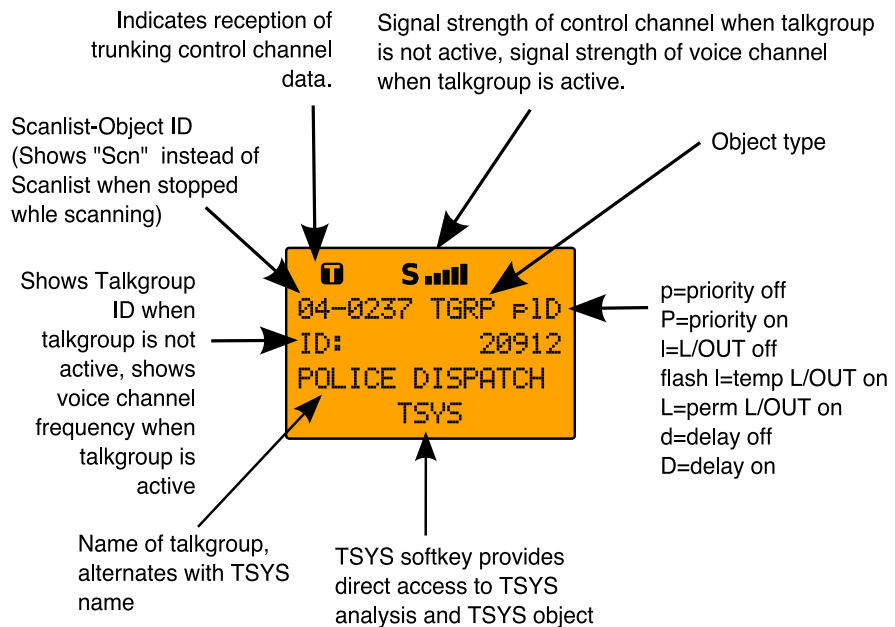 Indicates reception of
trunking control channel
data.
Signal strength of control channel when talkgroup
is not active, signal strength of voice channel
when talkgroup is active.
Scanlist-Object ID
(Shows "Scn"  instead of
Scanlist when stopped
whle scanning)
Object type
Shows Talkgroup
ID when
talkgroup is not
active, shows
voice channel
frequency when
talkgroup is
active
T S
04-0237 TGRP plD
ID: 20912
POLICE DISPATCH
TSYS
p=priority off
P=priority on
l=L/OUT off
flash l=temp L/OUT on
L=perm L/OUT on
d=delay off
D=delay on
Name of talkgroup,
alternates with TSYS
name
TSYS softkey provides
direct access to TSYS
analysis and TSYS object